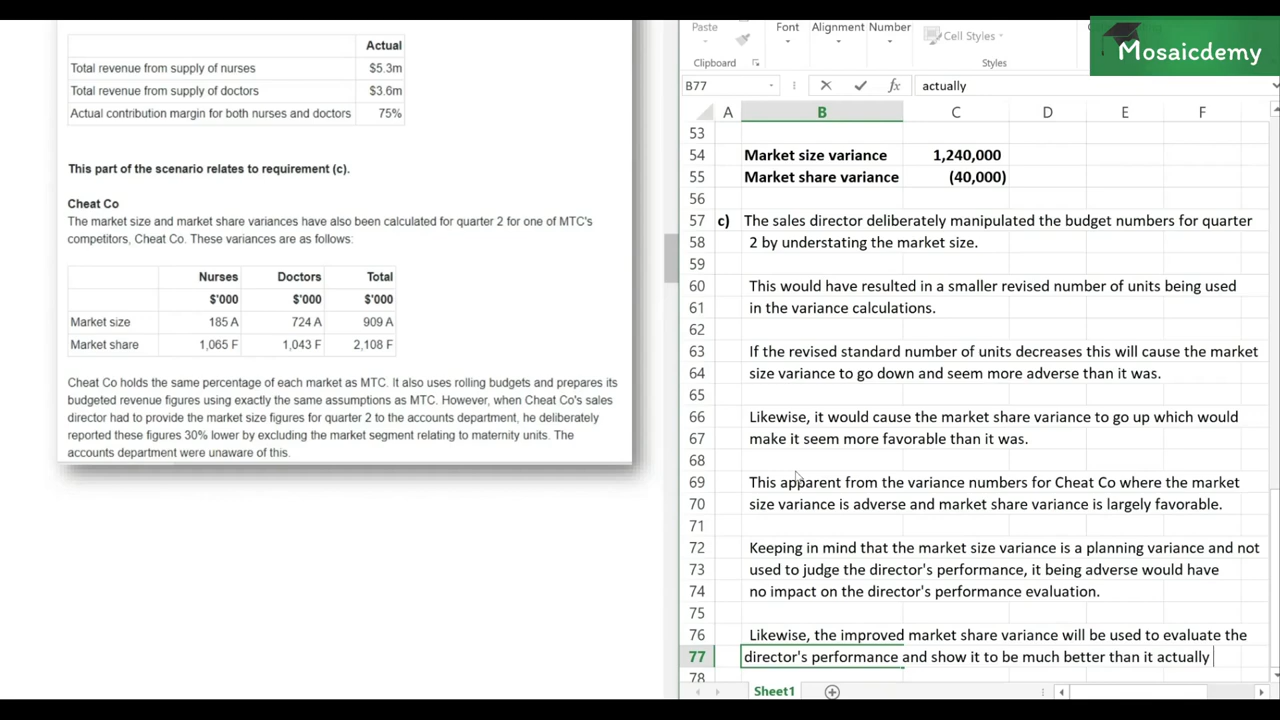 Actual
Total revenue from supply of nurses $5.3m
Total revenue from supply of doctors $3.6m
Actual contribution margin for both nurses and doctors 75%
This part of the scenario relates to requirement (c).
Cheat Co
The market size and market share variances have also been calculated for quarter 2 for one of MTC's
competitors, Cheat Co. These variances are as follows:
Nurses Doctors Total
$'000 $'000 $'000
Market size 185 A 724 A 909 A
Market share 1,065 F 1,043 F 2,108 F
Cheat Co holds the same percentage of each market as MTC. It also uses rolling budgets and prepares its
budgeted revenue figures using exactly the same assumptions as MTC. However, when Cheat Co's sales
director had to provide the market size figures for quarter 2 to the accounts department, he deliberately
reported these figures 30% lower by excluding the market segment relating to maternity units. The
accounts department were unaware of this.
Paste Font Alignment Number Cell Styles
Clipboard Styles
Mosaicdemy
B77 fx actually
A B C D E F
53
54 Market size variance 1,240,000
55 Market share variance (40,000)
56
57 c) The sales director deliberately manipulated the budget numbers for quarter
58 2 by understating the market size.
59
60 This would have resulted in a smaller revised number of units being used
61 in the variance calculations.
62
63 If the revised standard number of units decreases this will cause the market
64 size variance to go down and seem more adverse than it was.
65
66 Likewise, it would cause the market share variance to go up which would
67 make it seem more favorable than it was.
68
69 This apparent from the variance numbers for Cheat Co where the market
70 size variance is adverse and market share variance is largely favorable.
71
72 Keeping in mind that the market size variance is a planning variance and not
73 used to judge the director's performance, it being adverse would have
74 no impact on the director's performance evaluation.
75
76 Likewise, the improved market share variance will be used to evaluate the
77 director's performance and show it to be much better than it actually
78
Sheet1